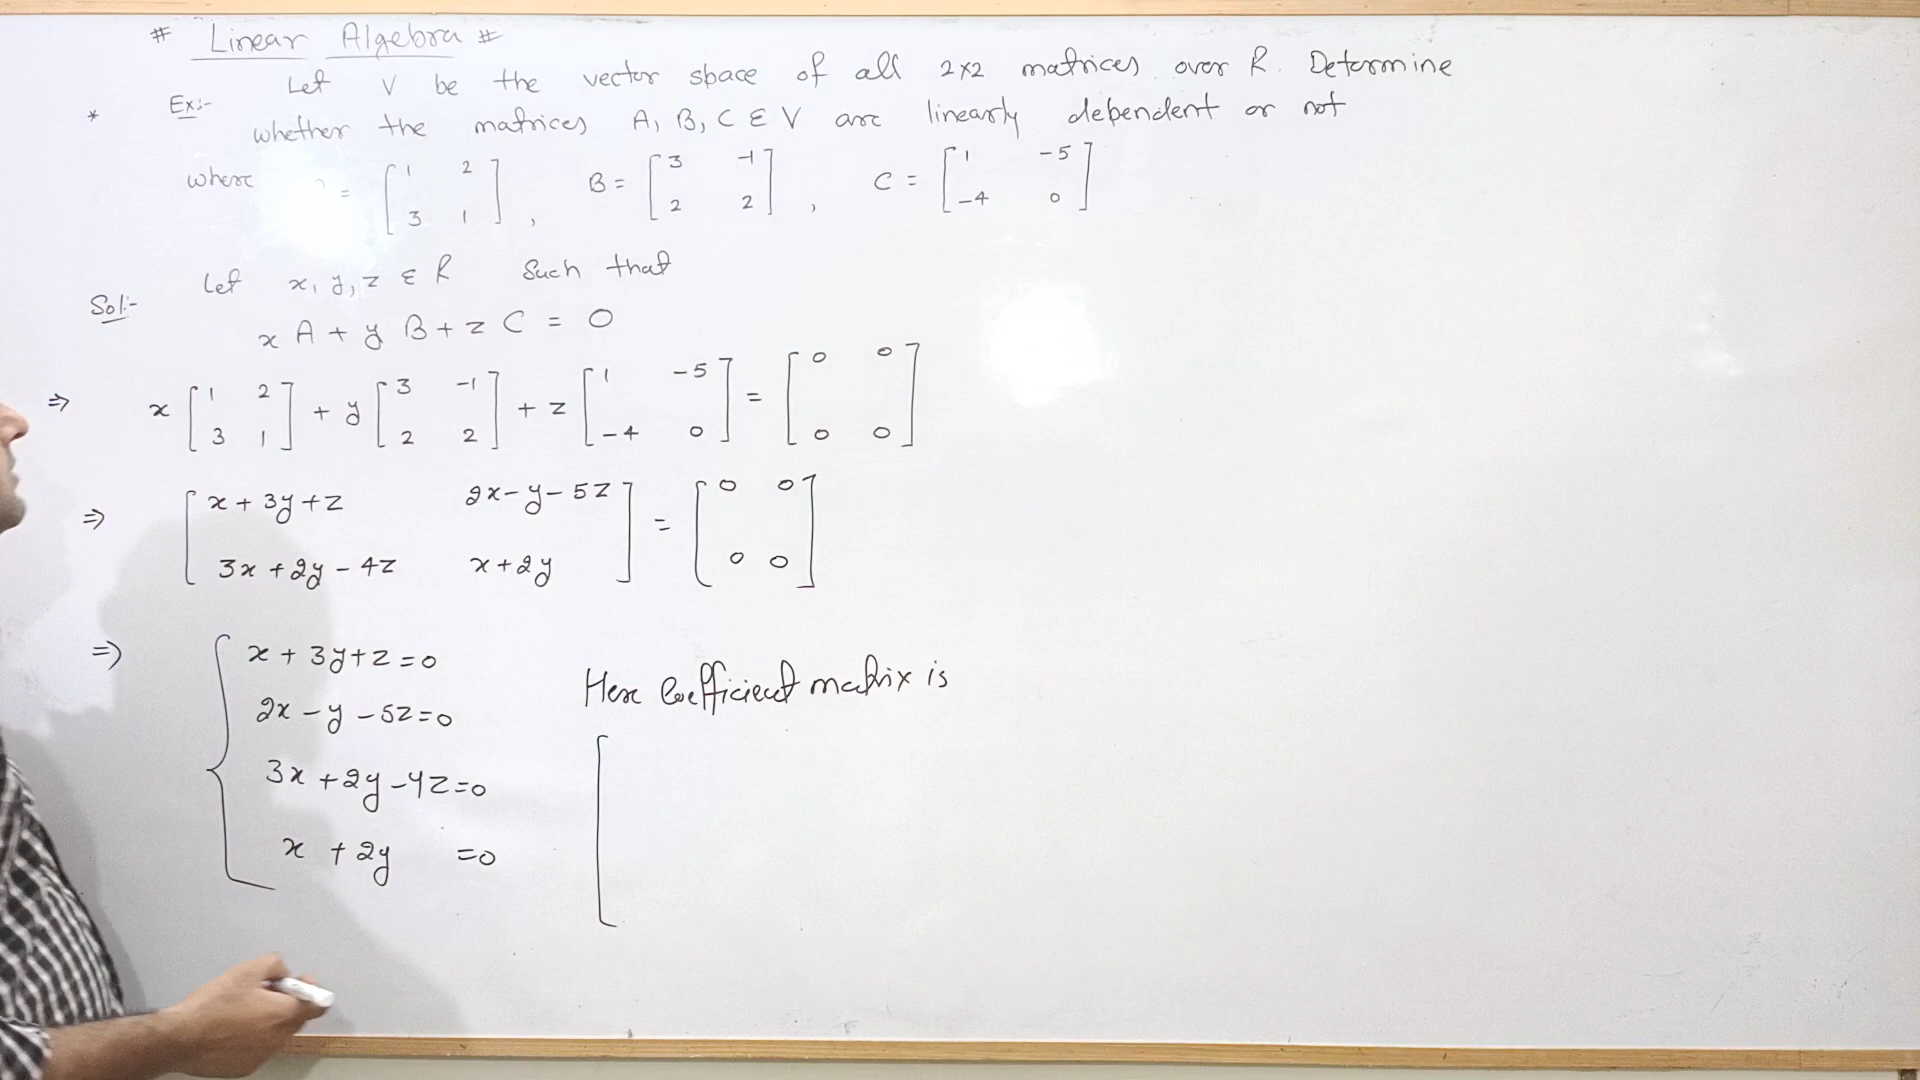 # Linear Algebra #
* Ex:- Let V be the vector space of all 2x2 matrices over R. Determine
whether the matrices A, B, C ∈ V are linearly dependent or not
where = [1 2; 3 1], B = [3 -1; 2 2], C = [1 -5; -4 0]
Sol:- Let x, y, z ∈ R Such that
x A + y B + z C = 0
⇒ x [1 2; 3 1] + y [3 -1; 2 2] + z [1 -5; -4 0] = [0 0; 0 0]
⇒ [x + 3y + z 2x - y - 5z; 3x + 2y - 4z x + 2y] = [0 0; 0 0]
⇒ { x + 3y + z = 0
2x - y - 5z = 0
3x + 2y - 4z = 0
x + 2y = 0
Here Coefficient matrix is
[